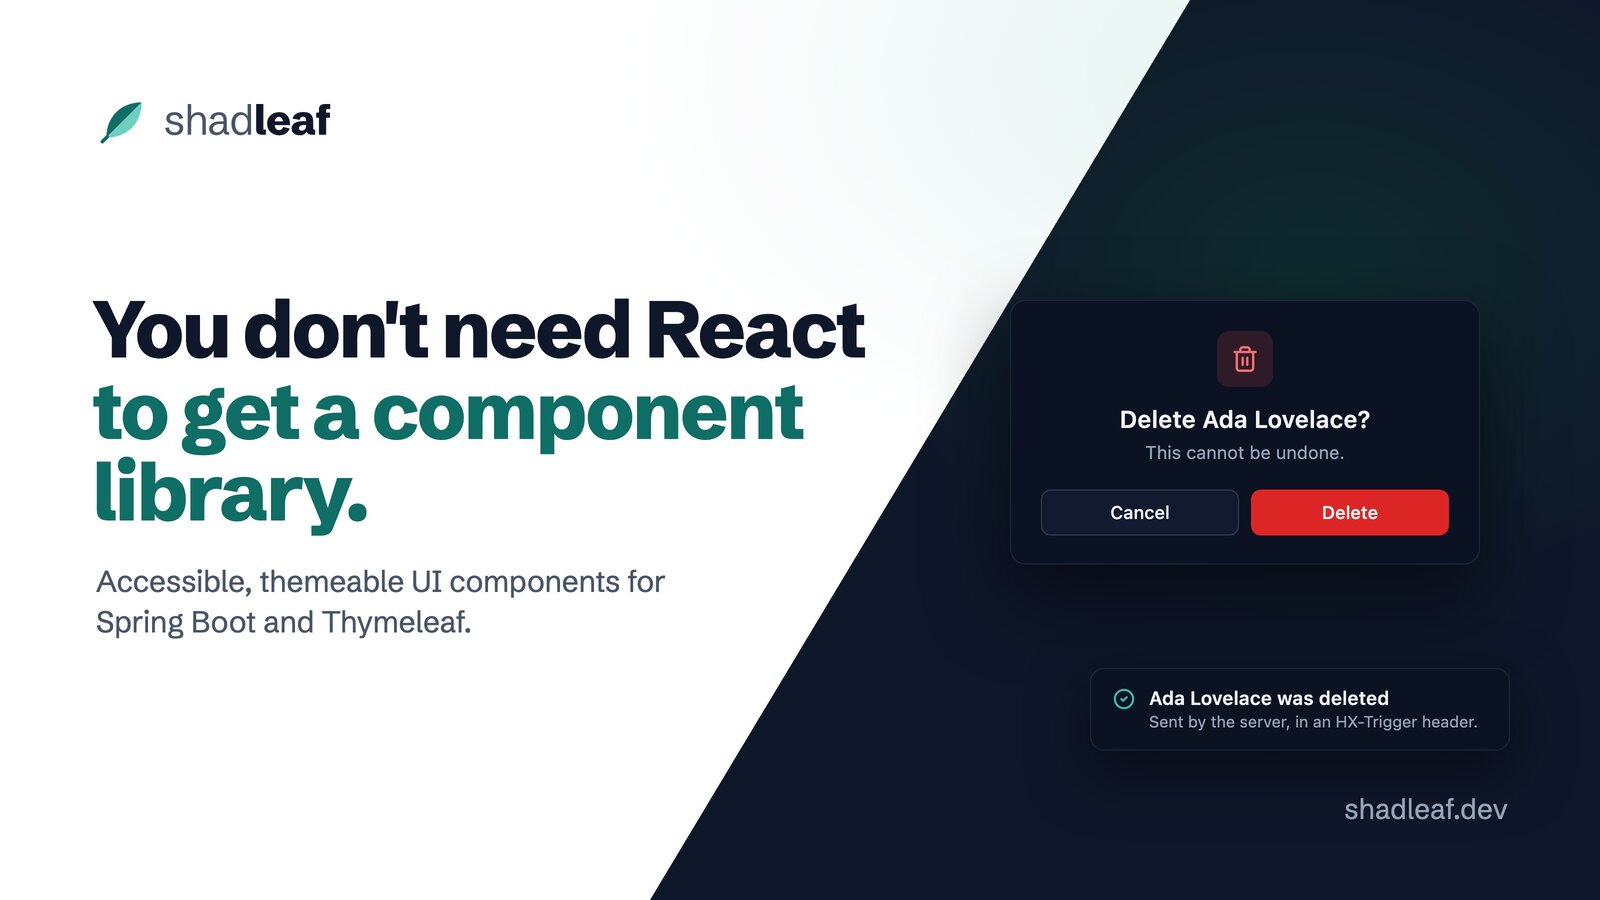 shadleaf
You don't need React
to get a component
library.
Accessible, themeable UI components for
Spring Boot and Thymeleaf.
Delete Ada Lovelace?
This cannot be undone.
Cancel
Delete
Ada Lovelace was deleted
Sent by the server, in an HX-Trigger header.
shadleaf.dev